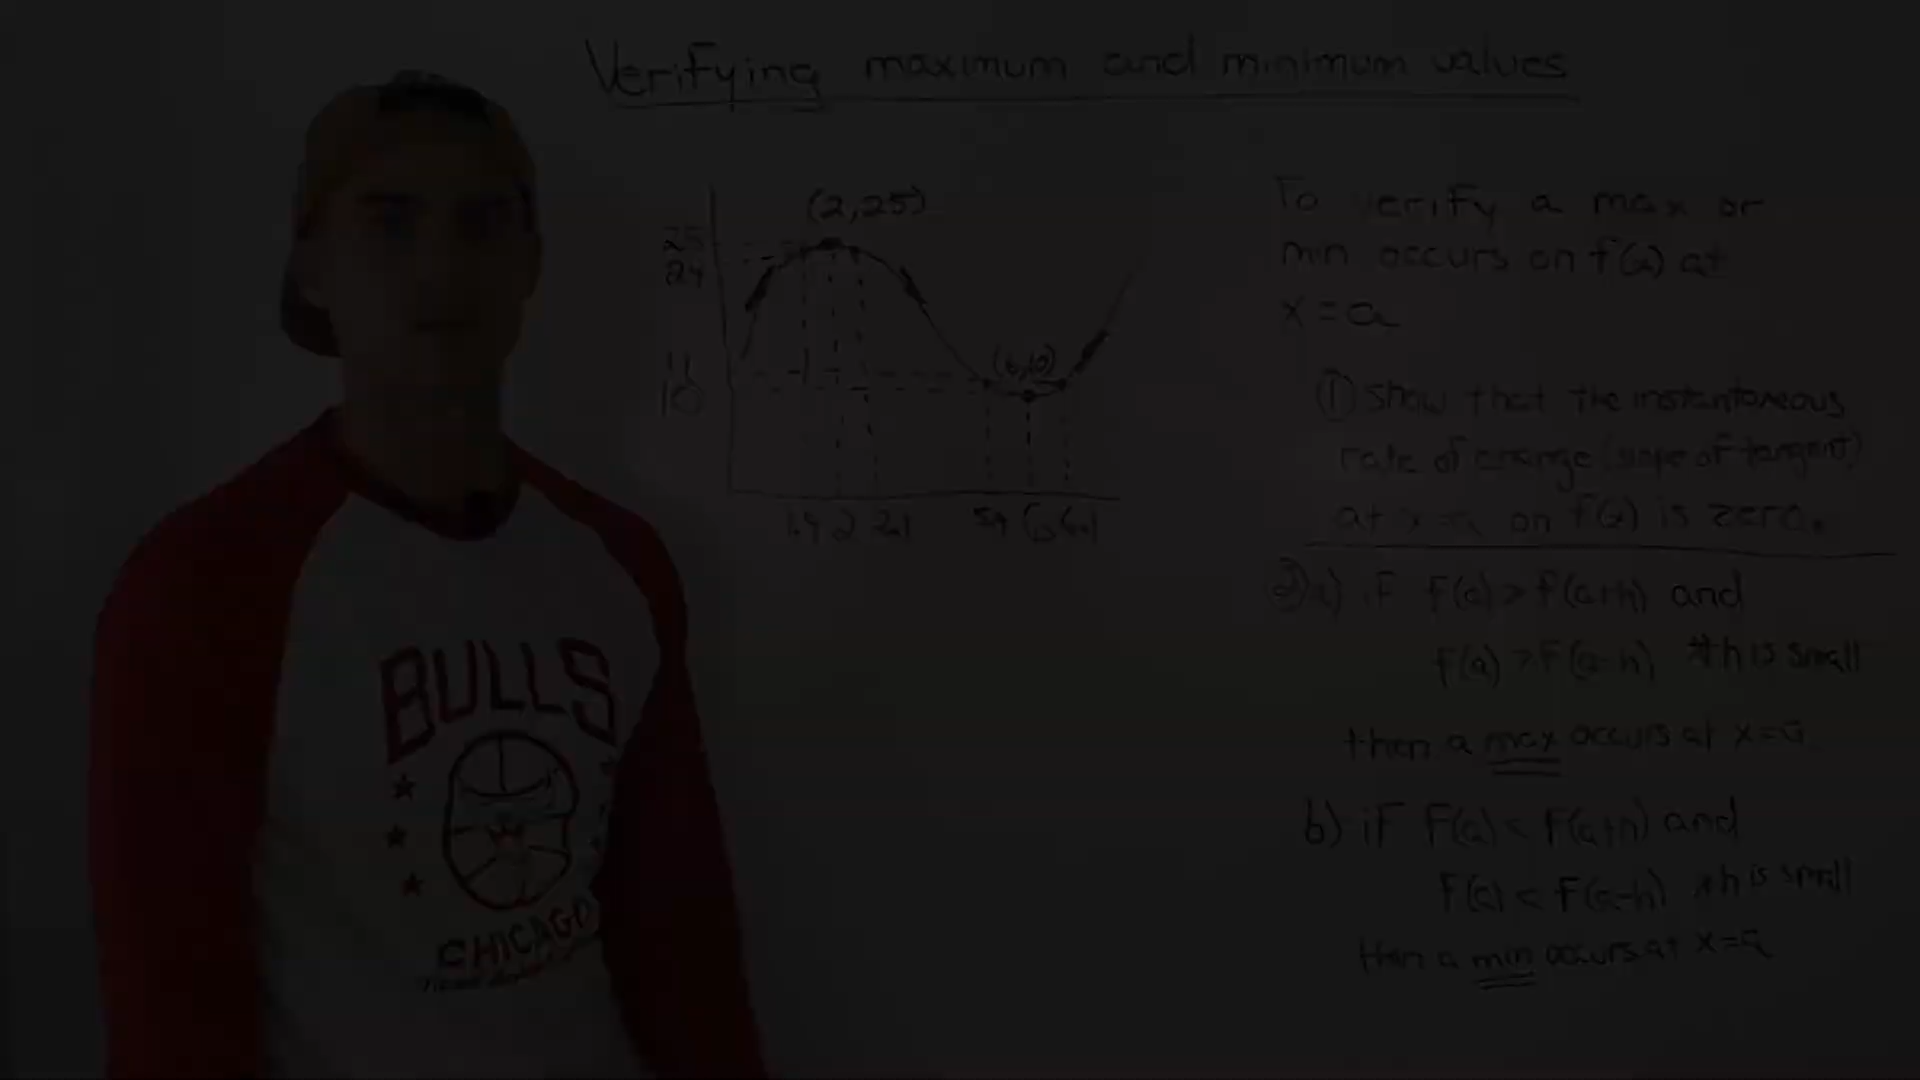 Verifying maximum and minimum values
(2,25)
25
24
(6,10)
11
10
1.9 2 2.1 5.9 6 6.1
To verify a max or
min occurs on f(x) at
x = a
① Show that the instantaneous
rate of change (slope of tangent)
at x = a on f(x) is zero.
② a) if f(a) > f(a+h) and
f(a) > f(a-h) *h is small
then a max occurs at x=a
b) if f(a) < f(a+h) and
f(a) < f(a-h) *h is small
then a min occurs at x=a
BULLS
CHICAGO